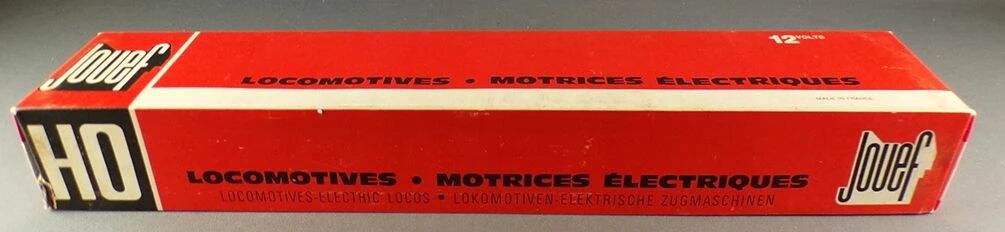 Jouef
12 VOLTS
LOCOMOTIVES • MOTRICES ÉLECTRIQUES
MADE IN FRANCE
HO
LOCOMOTIVES • MOTRICES ÉLECTRIQUES
LOCOMOTIVES-ELECTRIC LOCOS • LOKOMOTIVEN-ELEKTRISCHE ZUGMASCHINEN
Jouef